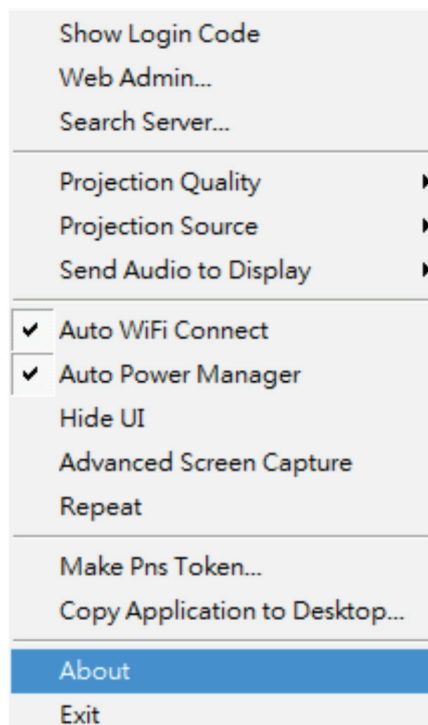 Show Login Code
Web Admin...
Search Server...
Projection Quality
Projection Source
Send Audio to Display
Auto WiFi Connect
Auto Power Manager
Hide UI
Advanced Screen Capture
Repeat
Make Pns Token...
Copy Application to Desktop...
About
Exit